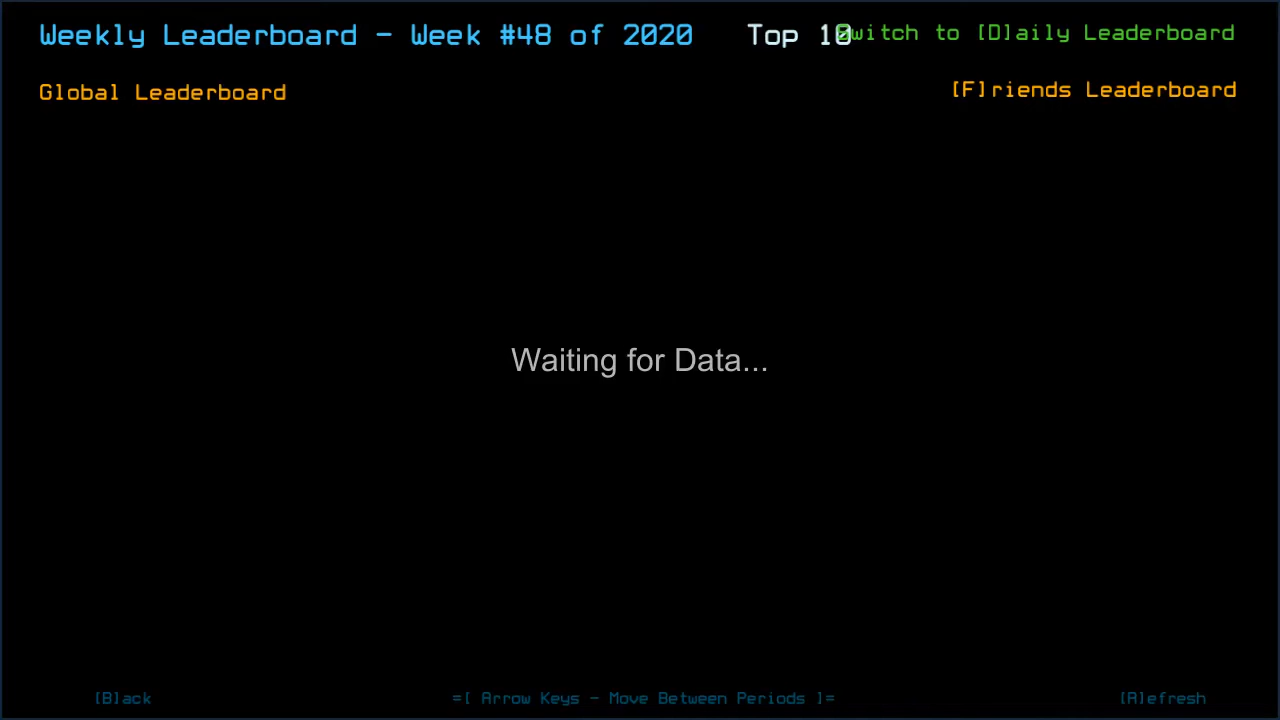 Weekly Leaderboard - Week #48 of 2020 Top 10 Switch to [D]aily Leaderboard
Global Leaderboard [F]riends Leaderboard
Waiting for Data...
[B]ack =[ Arrow Keys - Move Between Periods ]= [R]efresh